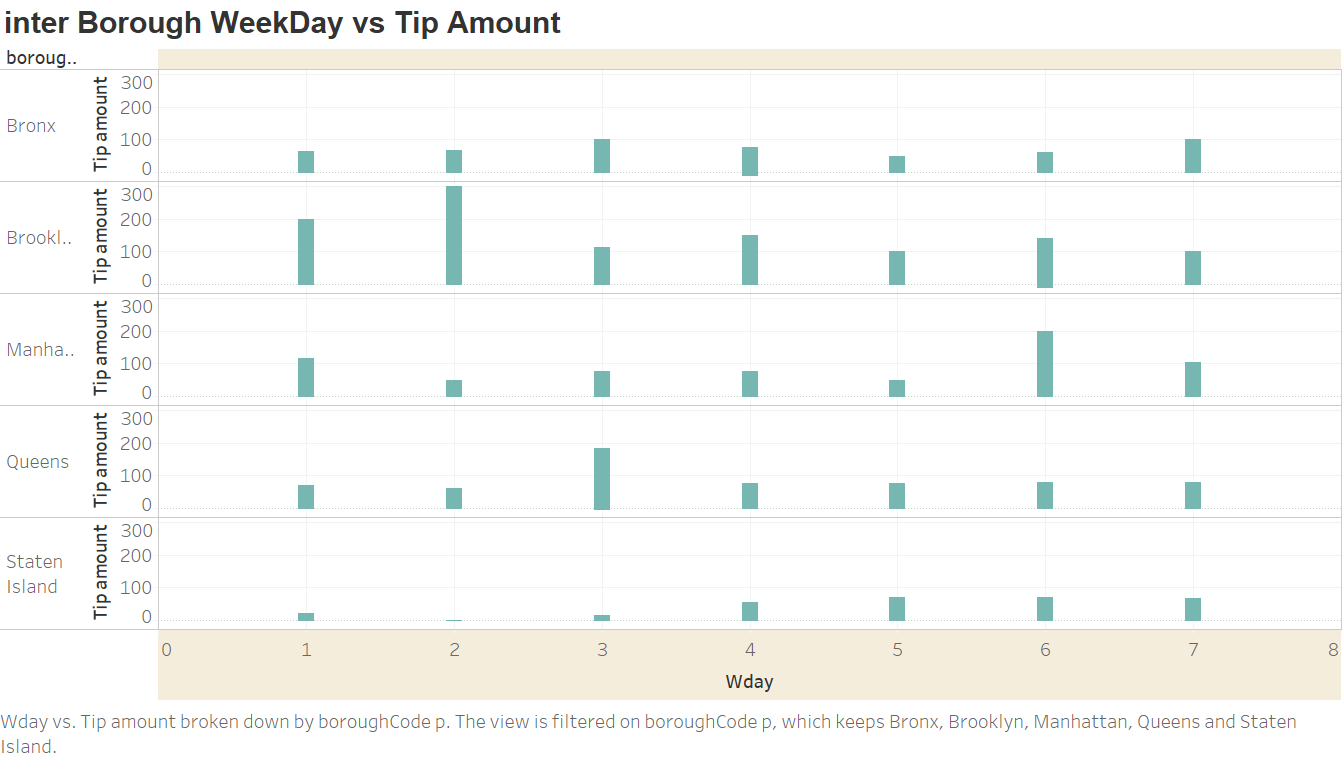 inter Borough WeekDay vs Tip Amount
boroug..
Bronx
Tip amount
300
200
100
0
Brookl..
Tip amount
300
200
100
0
Manha..
Tip amount
300
200
100
0
Queens
Tip amount
300
200
100
0
Staten
Island
Tip amount
300
200
100
0
0 1 2 3 4 5 6 7 8
Wday
Wday vs. Tip amount broken down by boroughCode p. The view is filtered on boroughCode p, which keeps Bronx, Brooklyn, Manhattan, Queens and Staten
Island.